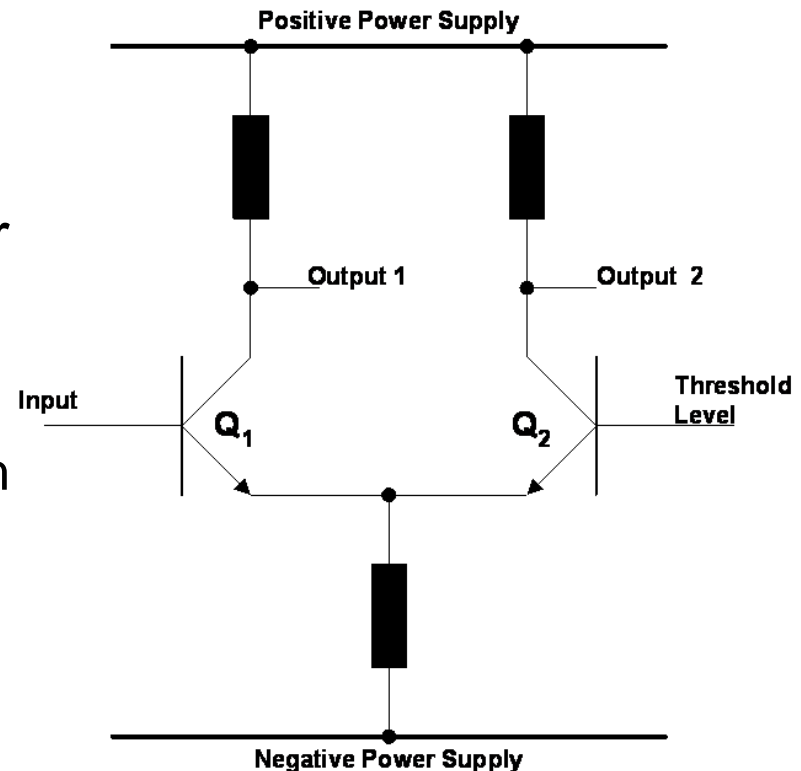 Positive Power Supply
Output 1
Output 2
Input
Q1
Q2
Threshold
Level
Negative Power Supply